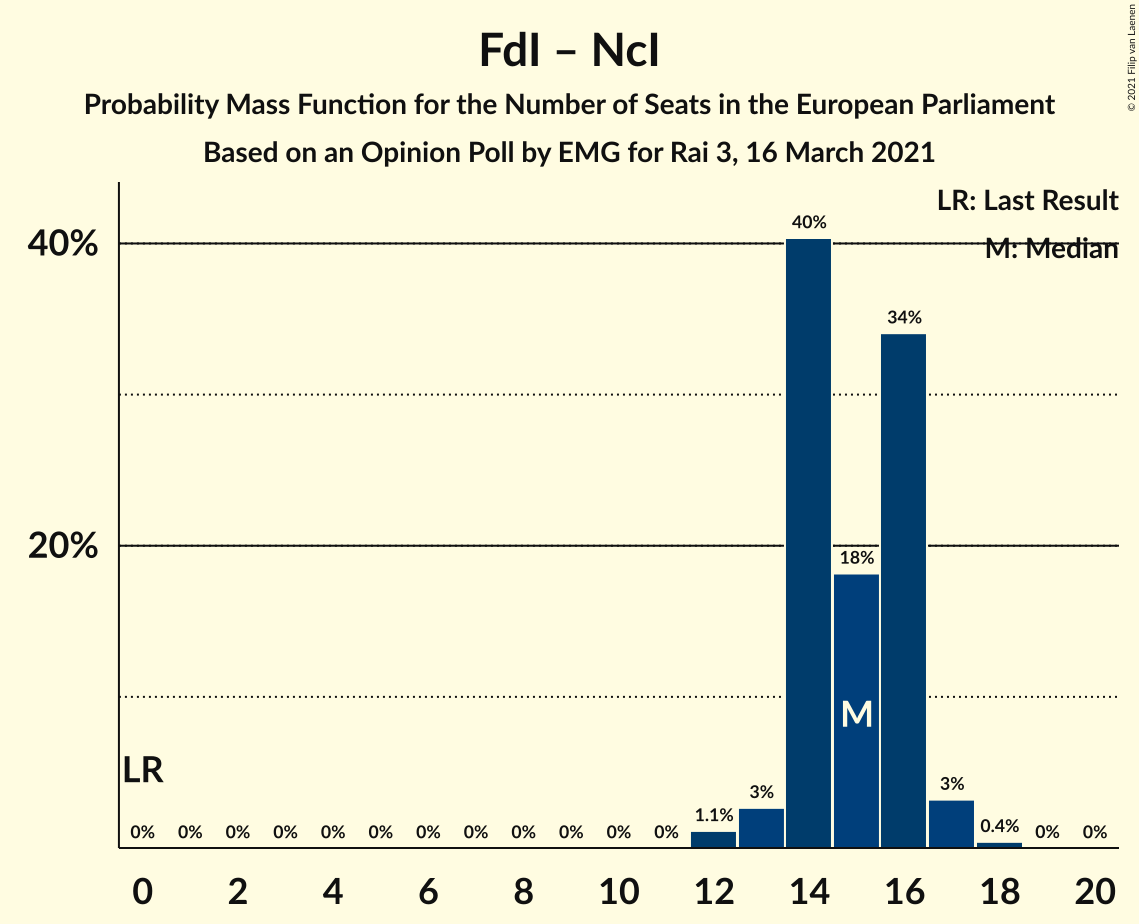 FdI – NcI
Probability Mass Function for the Number of Seats in the European Parliament
Based on an Opinion Poll by EMG for Rai 3, 16 March 2021
© 2021 Filip van Laenen
LR: Last Result
M: Median
40%
20%
40%
34%
18%
M
LR
0% 0% 0% 0% 0% 0% 0% 0% 0% 0% 0% 0% 1.1% 3% 3% 0.4% 0% 0%
0 2 4 6 8 10 12 14 16 18 20